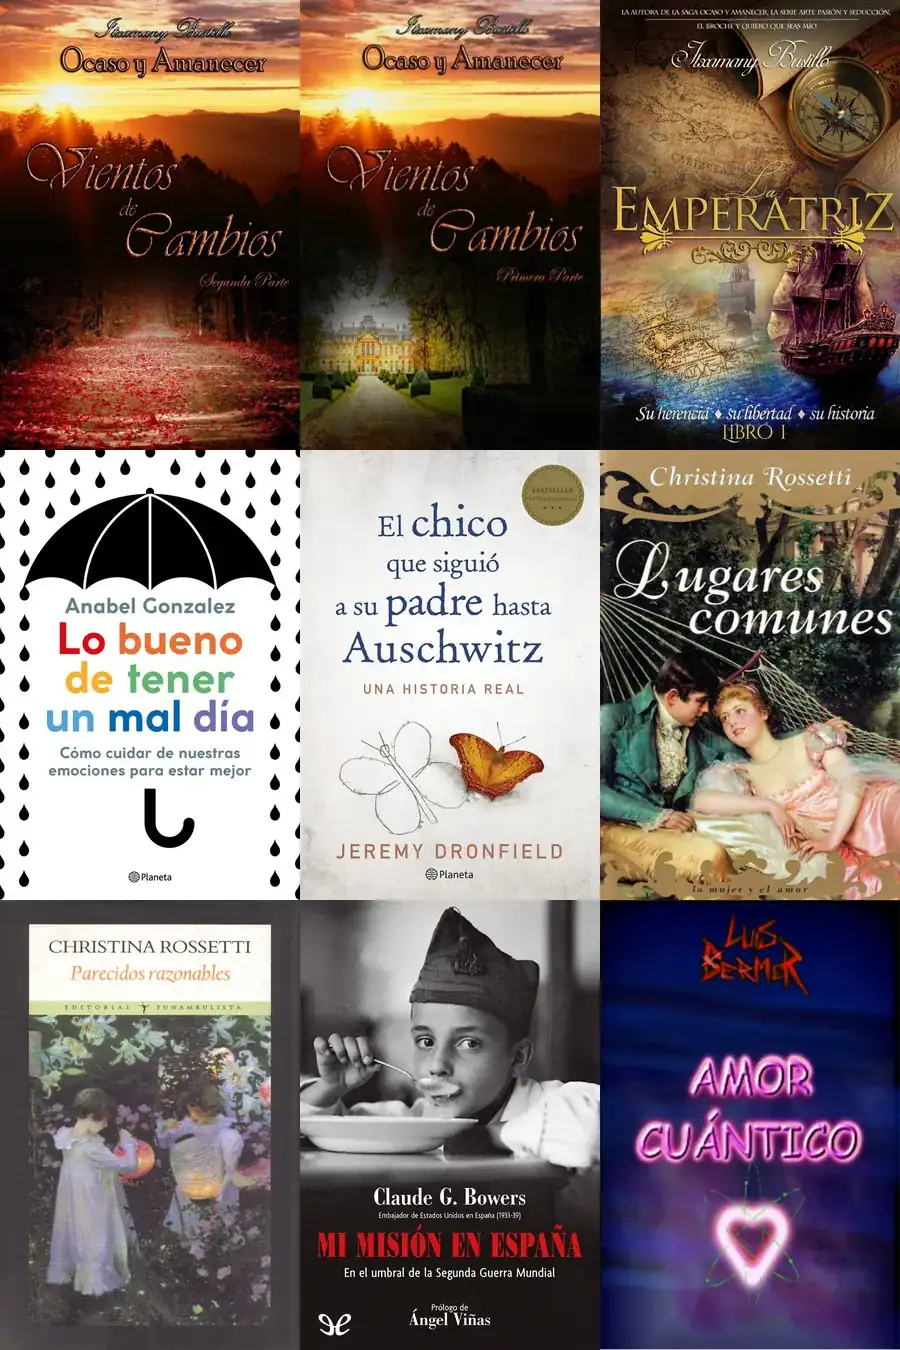 Itxamany Bustillo
Ocaso y Amanecer
Vientos
de
Cambios
Segunda Parte
Itxamany Bustillo
Ocaso y Amanecer
Vientos
de
Cambios
Primera Parte
LA AUTORA DE LA SAGA OCASO Y AMANECER, LA SERIE ARTE PASIÓN Y SEDUCCIÓN,
EL BROCHE Y QUIERO QUE SEAS MÍO
Itxamany Bustillo
La
EMPERATRIZ
Su herencia ♦ su libertad ♦ su historia
LIBRO I
Anabel Gonzalez
Lo bueno
de tener
un mal día
Cómo cuidar de nuestras
emociones para estar mejor
Planeta
BESTSELLER
El chico
que siguió
a su padre hasta
Auschwitz
UNA HISTORIA REAL
JEREMY DRONFIELD
Planeta
Christina Rossetti
Lugares
comunes
la mujer y el amor
CHRISTINA ROSSETTI
Parecidos razonables
EDITORIAL FUNAMBULISTA
Claude G. Bowers
Embajador de Estados Unidos en España (1933-39)
MI MISIÓN EN ESPAÑA
En el umbral de la Segunda Guerra Mundial
Prólogo de
Ángel Viñas
LUIS
BERMER
AMOR
CUÁNTICO